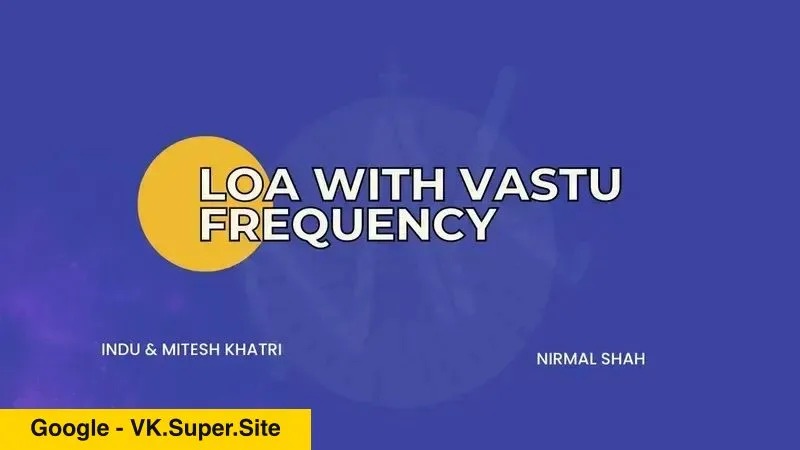 LOA WITH VASTU
FREQUENCY
INDU & MITESH KHATRI
NIRMAL SHAH
Google - VK.Super.Site